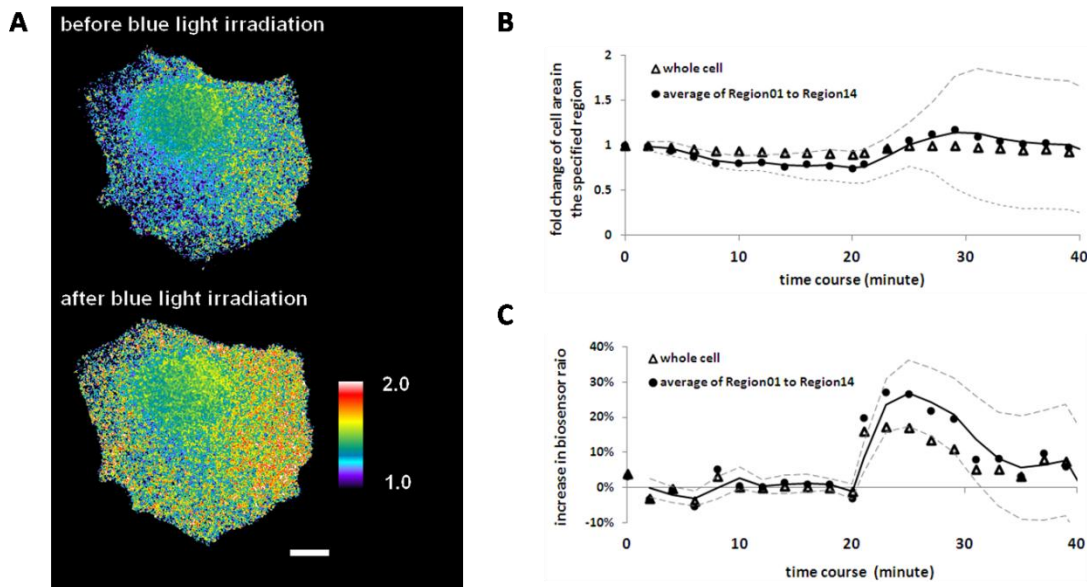 A
before blue light irradiation
after blue light irradiation
2.0
1.0
B
fold change of cell areain
the specified region
2
1.5
1
0.5
0
whole cell
average of Region01 to Region14
0 10 20 30 40
time course (minute)
C
increase in biosensor raio
40%
30%
20%
10%
0%
-10%
whole cell
average of Region01 to Region14
0 10 20 30 40
time course (minute)